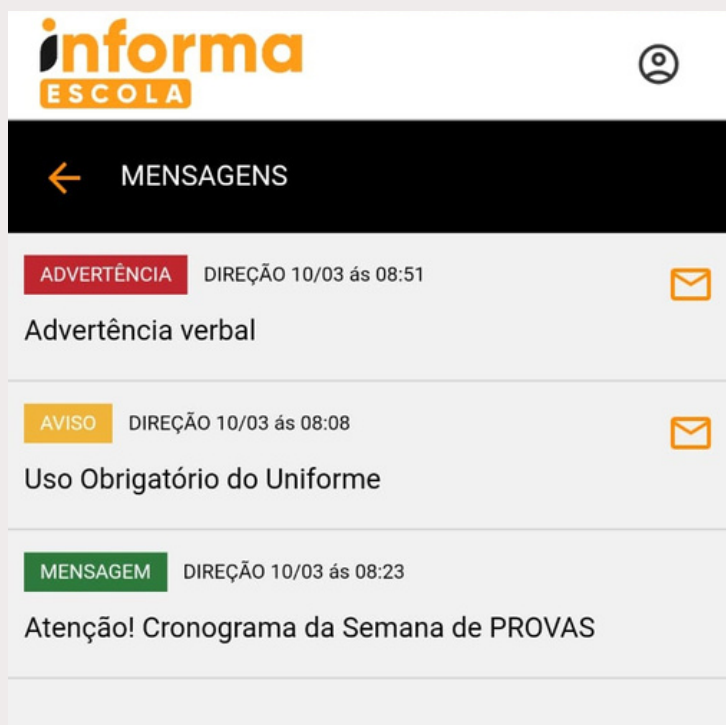 informa
ESCOLA
MENSAGENS
ADVERTÊNCIA DIREÇÃO 10/03 ás 08:51
Advertência verbal
AVISO DIREÇÃO 10/03 ás 08:08
Uso Obrigatório do Uniforme
MENSAGEM DIREÇÃO 10/03 ás 08:23
Atenção! Cronograma da Semana de PROVAS